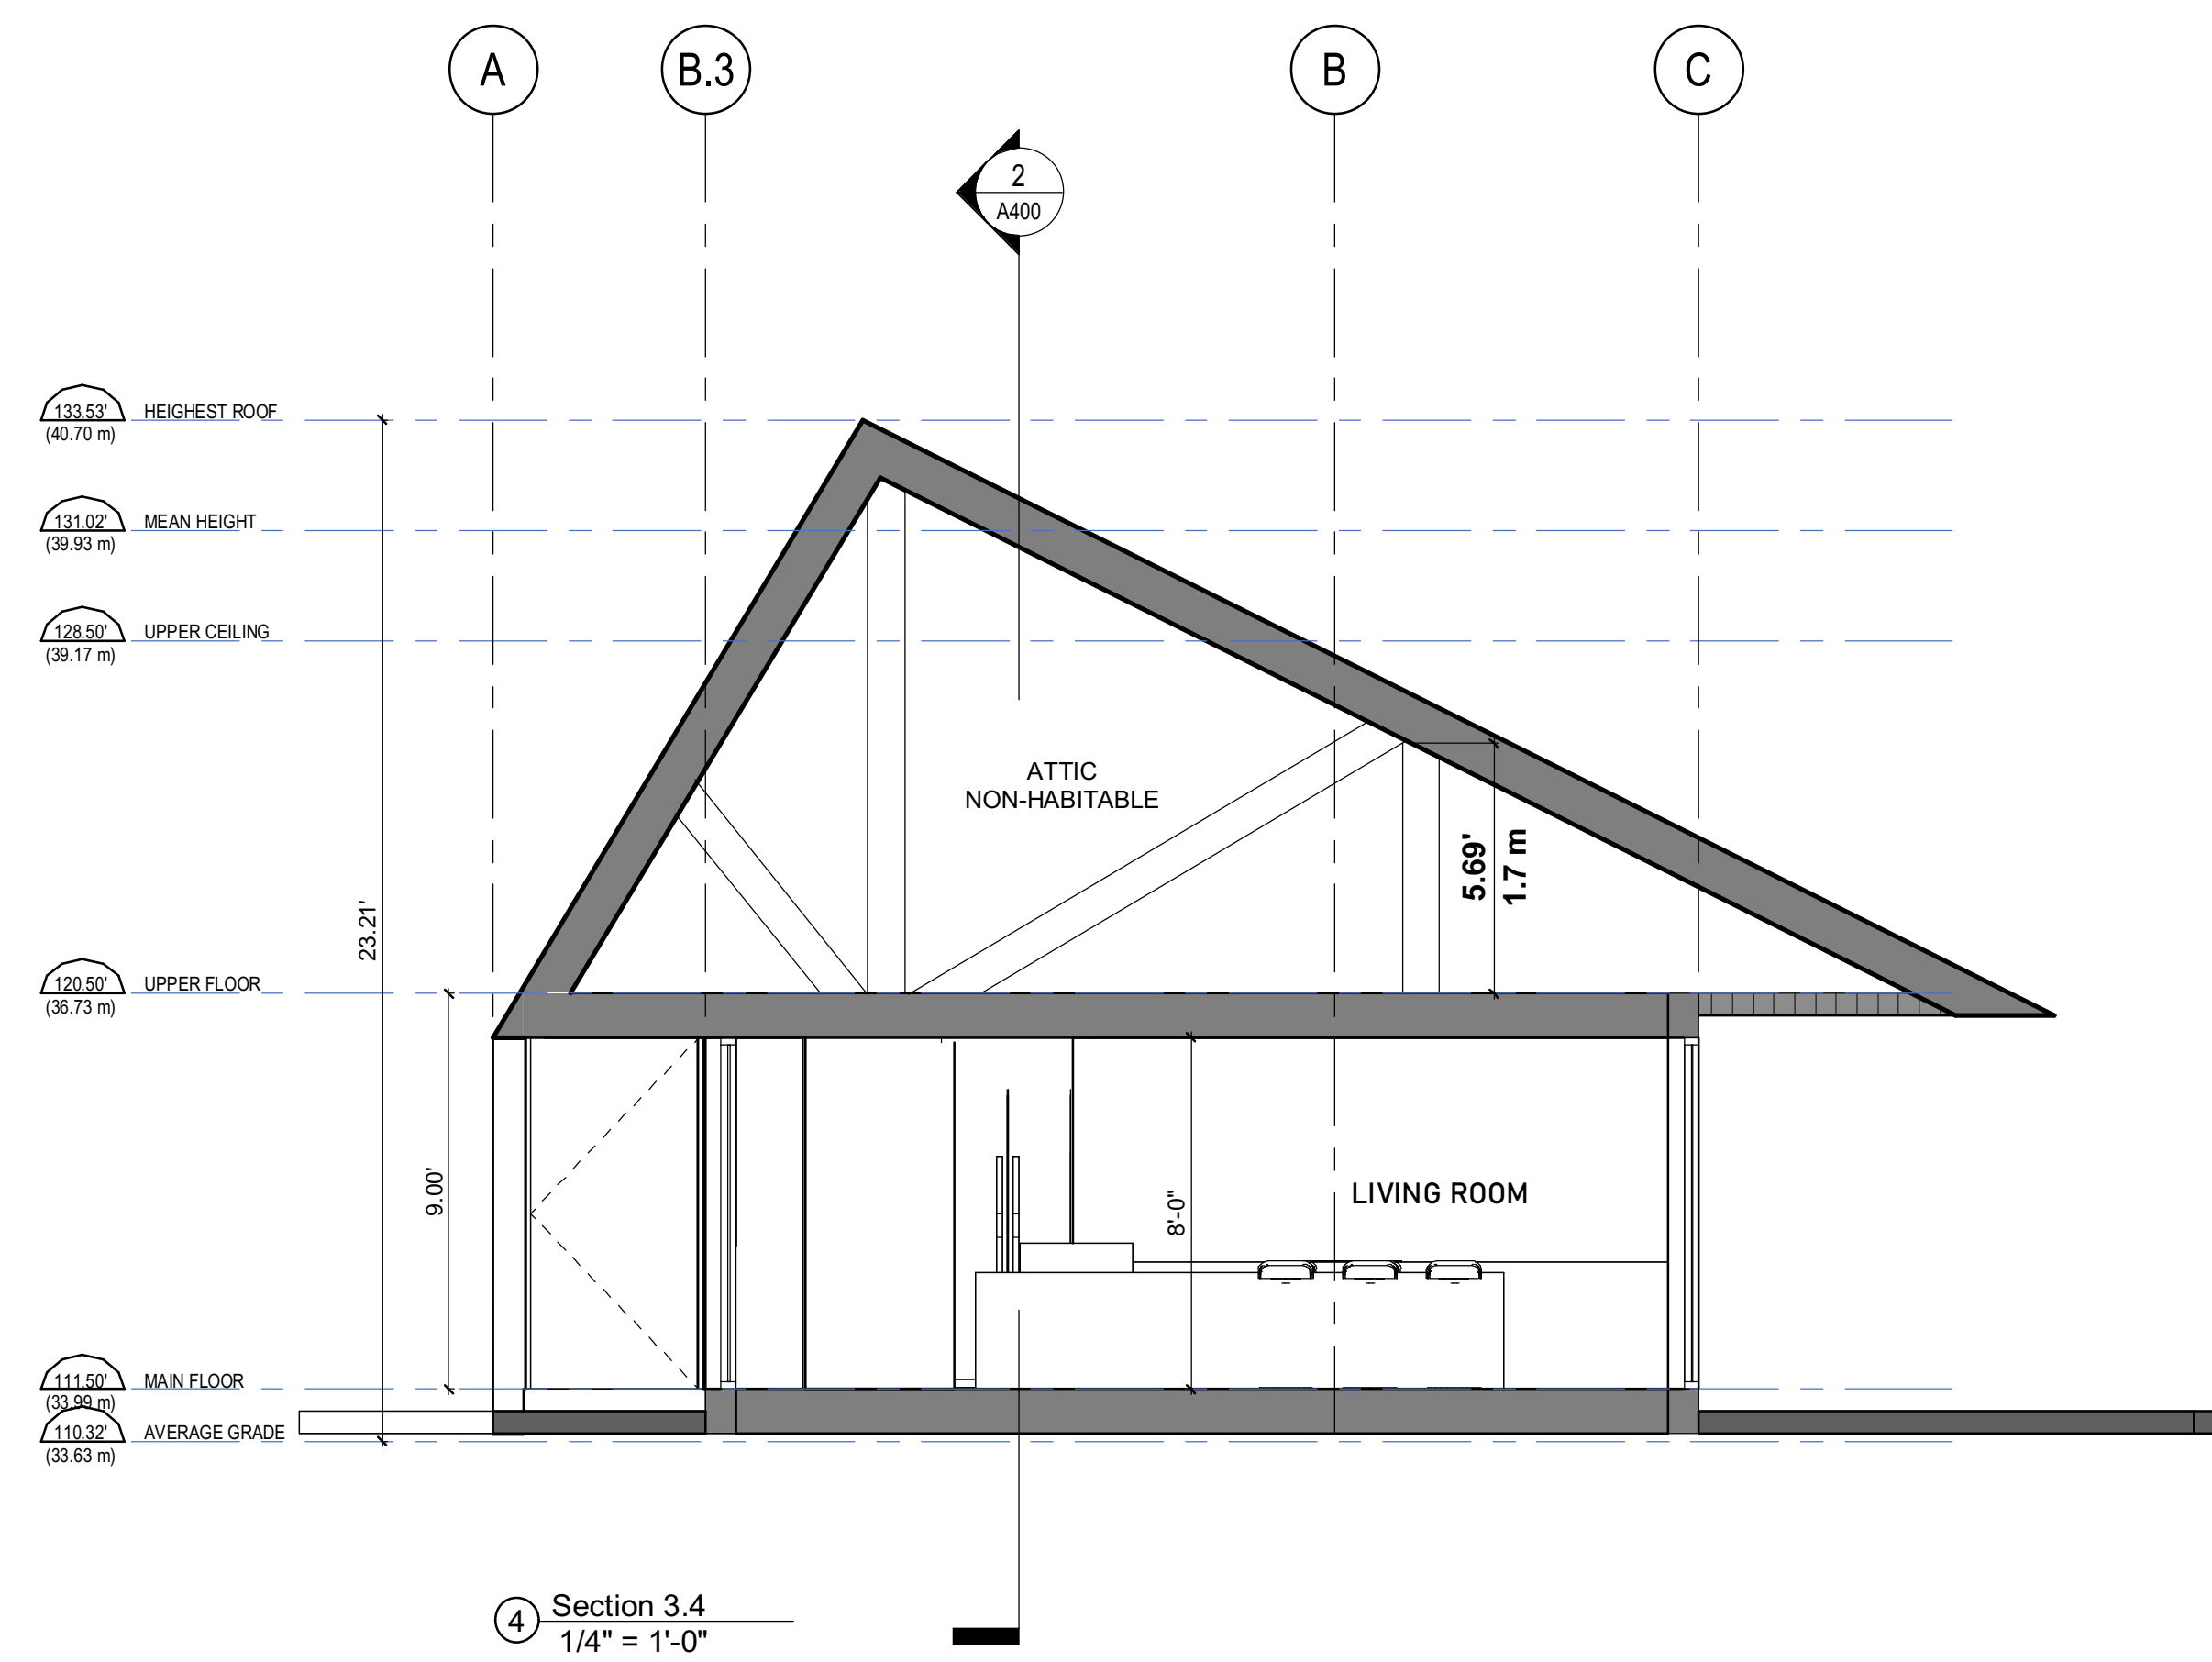 A
B.3
B
C
2
A400
133.53'
HEIGHEST ROOF
(40.70 m)
131.02'
MEAN HEIGHT
(39.93 m)
128.50'
UPPER CEILING
(39.17 m)
ATTIC
NON-HABITABLE
5.69'
1.7 m
23.21'
120.50'
UPPER FLOOR
(36.73 m)
9.00'
8'-0"
LIVING ROOM
111.50'
MAIN FLOOR
(33.99 m)
110.32'
AVERAGE GRADE
(33.63 m)
4
Section 3.4
1/4" = 1'-0"